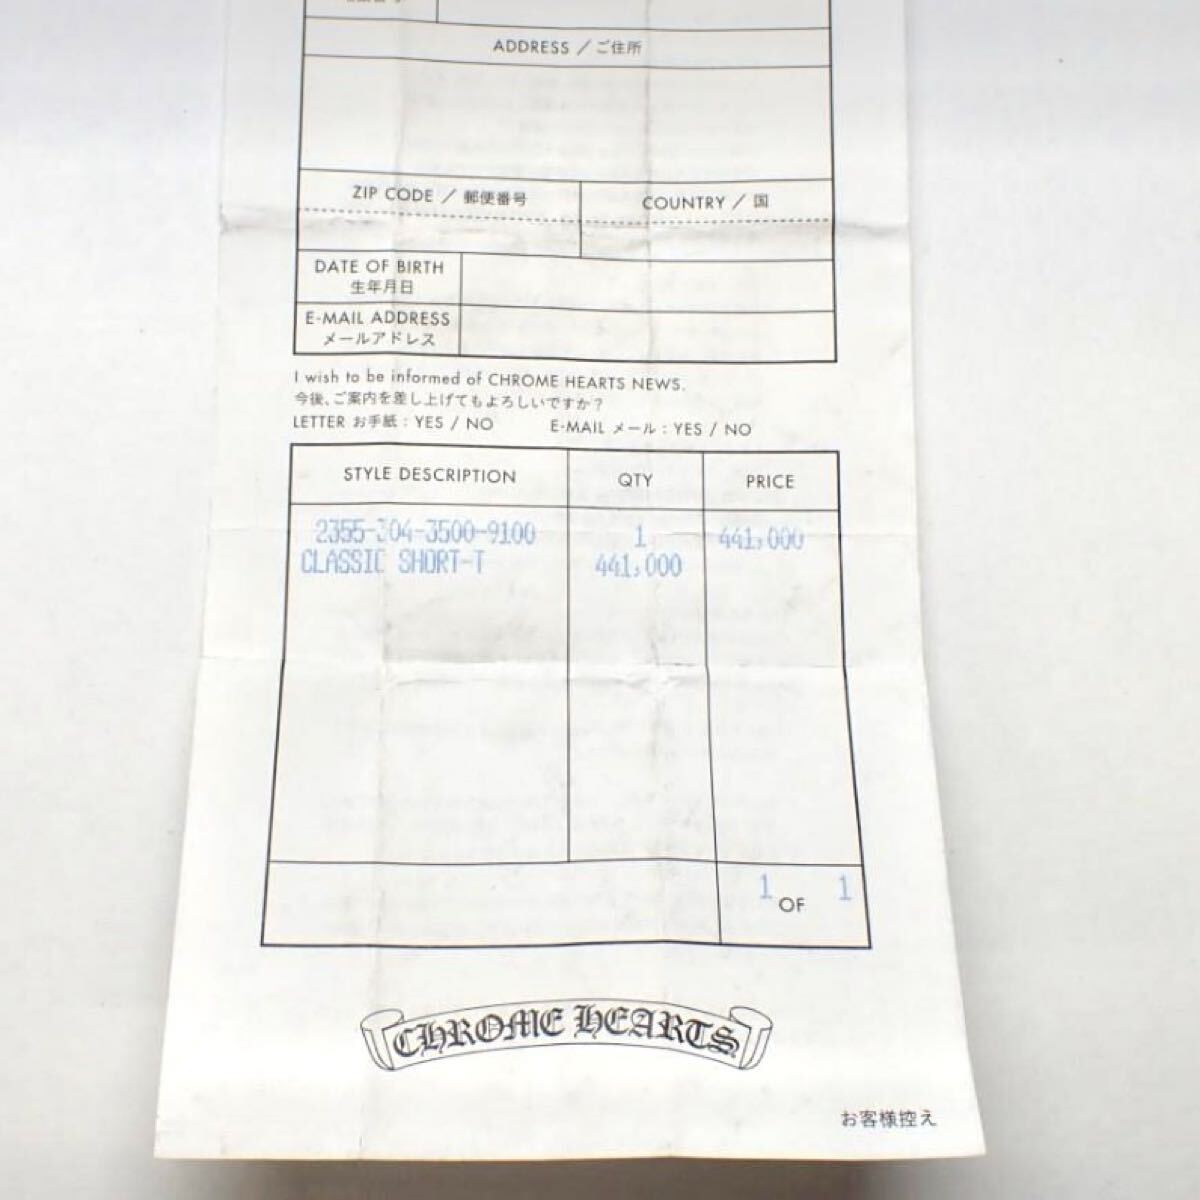 ADDRESS / ご住所
ZIP CODE / 郵便番号
COUNTRY / 国
DATE OF BIRTH
生年月日
E-MAIL ADDRESS
メールアドレス
I wish to be informed of CHROME HEARTS NEWS.
今後、ご案内を差し上げてもよろしいですか？
LETTER お手紙 : YES / NO E-MAIL メール : YES / NO
STYLE DESCRIPTION QTY PRICE
2355-304-3500-9100 1 441,000
CLASSIC SHORT-T 441,000
1 OF 1
CHROME HEARTS
お客様控え